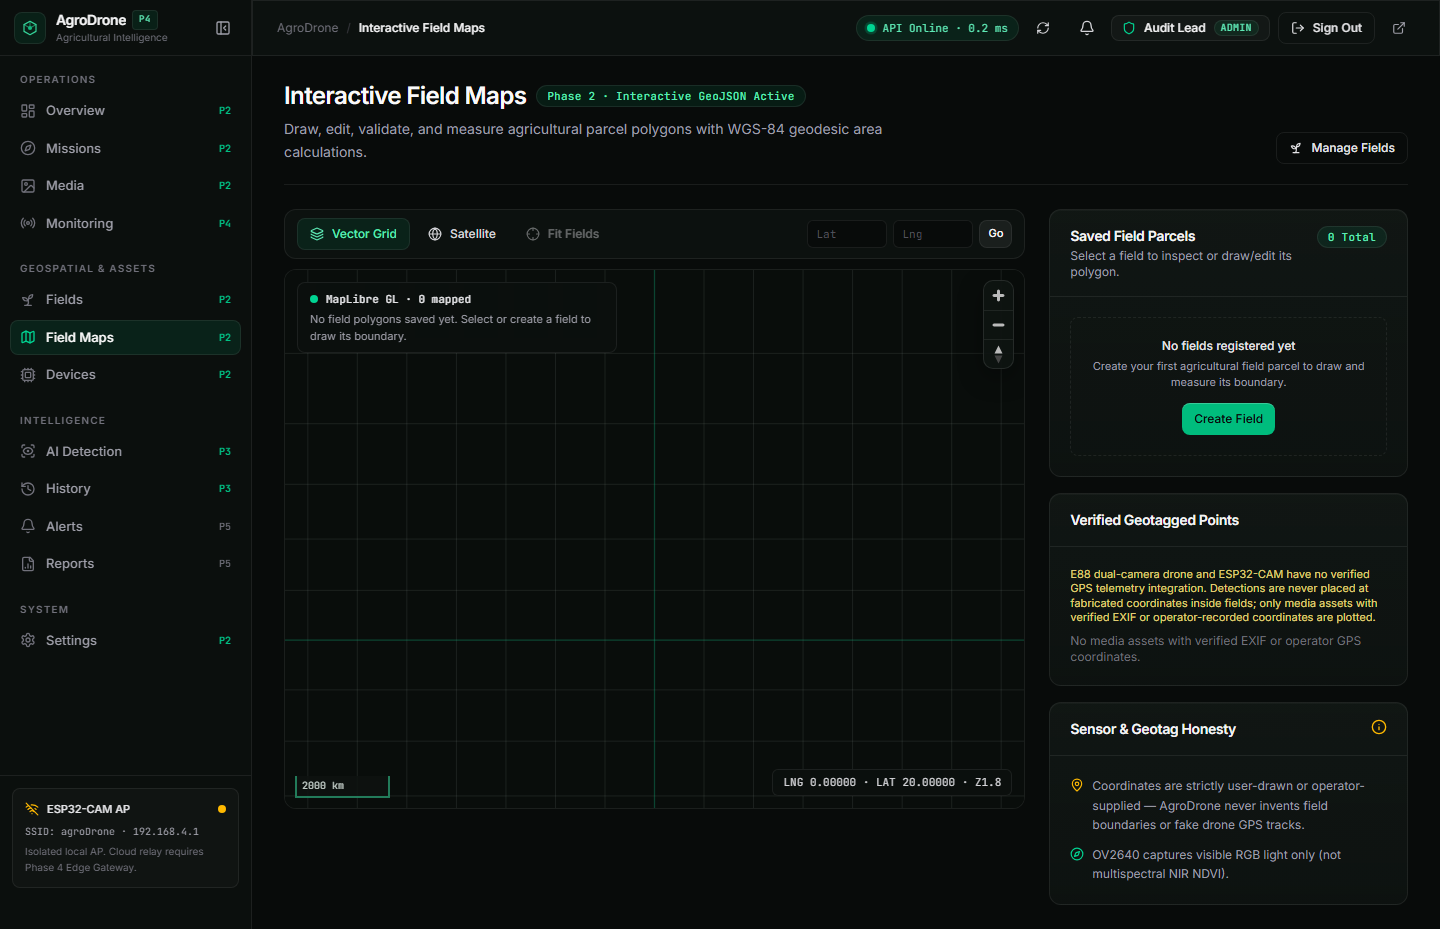 AgroDrone P4
Agricultural Intelligence
AgroDrone / Interactive Field Maps
API Online · 0.2 ms
Audit Lead ADMIN
Sign Out
OPERATIONS
Overview P2
Missions P2
Media P2
Monitoring P4
GEOSPATIAL & ASSETS
Fields P2
Field Maps P2
Devices P2
INTELLIGENCE
AI Detection P3
History P3
Alerts P5
Reports P5
SYSTEM
Settings P2
ESP32-CAM AP
SSID: agroDrone · 192.168.4.1
Isolated local AP. Cloud relay requires
Phase 4 Edge Gateway.
Interactive Field Maps
Phase 2 · Interactive GeoJSON Active
Draw, edit, validate, and measure agricultural parcel polygons with WGS-84 geodesic area
calculations.
Manage Fields
Vector Grid
Satellite
Fit Fields
Lat
Lng
Go
MapLibre GL · 0 mapped
No field polygons saved yet. Select or create a field to
draw its boundary.
2000 km
LNG 0.00000 · LAT 20.00000 · Z1.8
Saved Field Parcels
0 Total
Select a field to inspect or draw/edit its
polygon.
No fields registered yet
Create your first agricultural field parcel to draw and
measure its boundary.
Create Field
Verified Geotagged Points
E88 dual-camera drone and ESP32-CAM have no verified
GPS telemetry integration. Detections are never placed at
fabricated coordinates inside fields; only media assets with
verified EXIF or operator-recorded coordinates are plotted.
No media assets with verified EXIF or operator GPS
coordinates.
Sensor & Geotag Honesty
Coordinates are strictly user-drawn or operator-
supplied — AgroDrone never invents field
boundaries or fake drone GPS tracks.
OV2640 captures visible RGB light only (not
multispectral NIR NDVI).